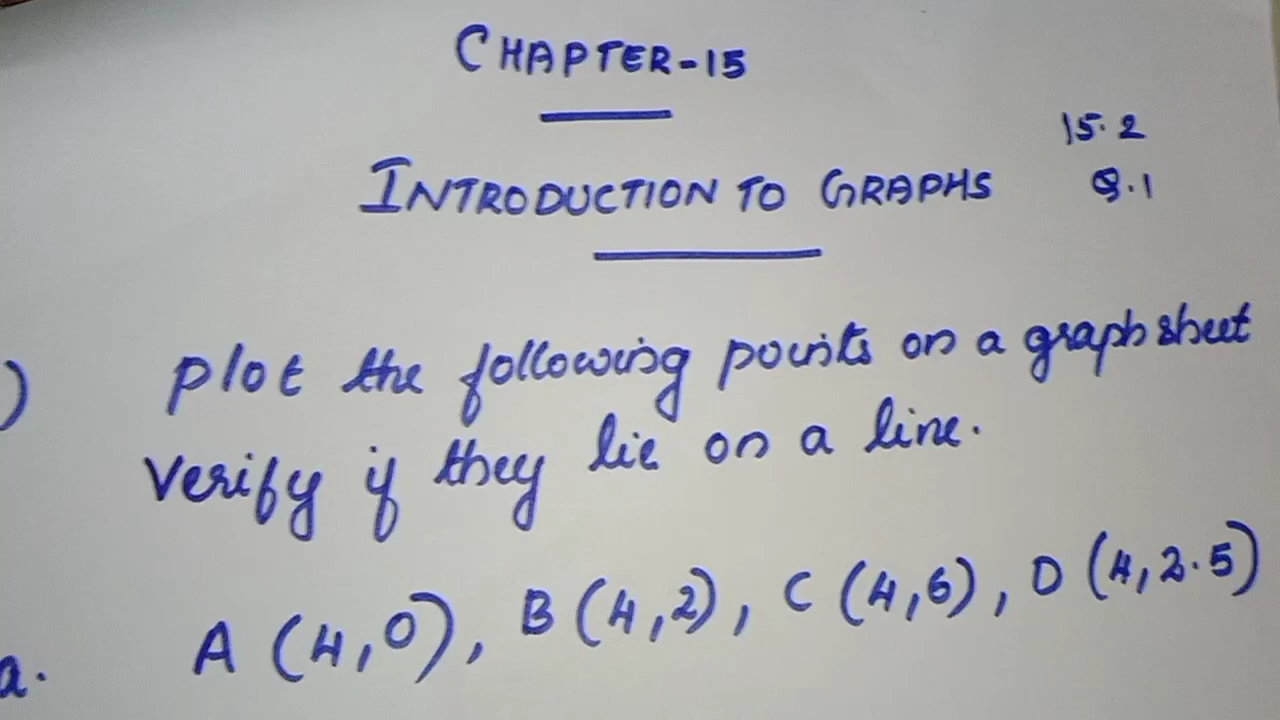 CHAPTER-15
15.2
INTRODUCTION TO GRAPHS Q.1
) plot the following points on a graph sheet
verify if they lie on a line.
a. A (4,0), B (4,2), C (4,6), D (4,2.5)